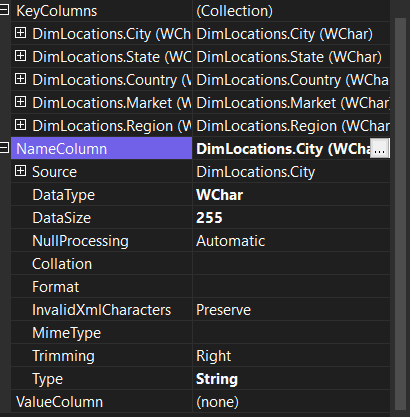 KeyColumns (Collection)
DimLocations.City (WChar DimLocations.City (WChar)
DimLocations.State (WCh DimLocations.State (WChar)
DimLocations.Country (W DimLocations.Country (WChar)
DimLocations.Market (W DimLocations.Market (WChar)
DimLocations.Region (W DimLocations.Region (WChar)
NameColumn DimLocations.City (WCha ...
Source DimLocations.City
DataType WChar
DataSize 255
NullProcessing Automatic
Collation
Format
InvalidXmlCharacters Preserve
MimeType
Trimming Right
Type String
ValueColumn (none)